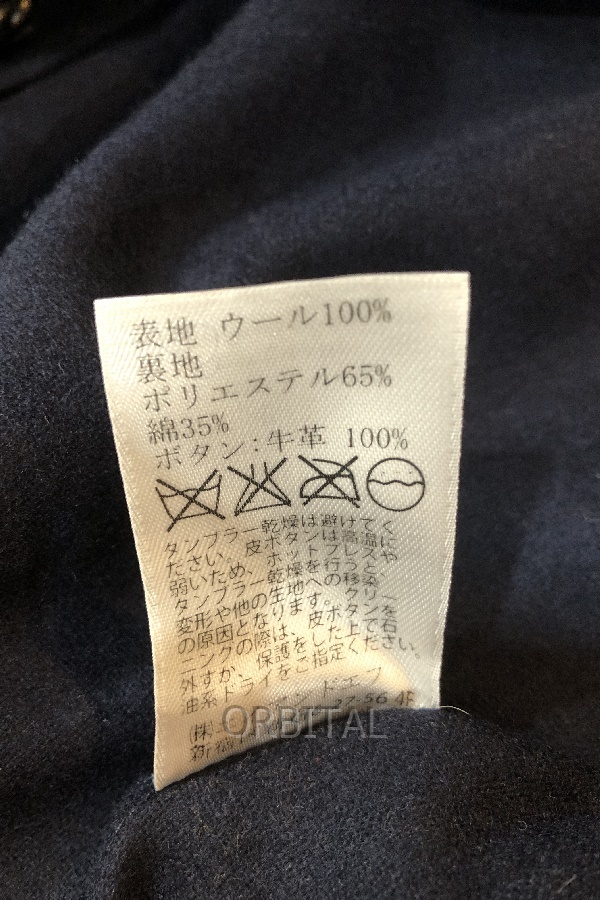 表地 ウール100%
裏地
ポリエステル65%
綿35%
ボタン:牛革 100%
タンブラー乾燥は避けてく
ださい。皮ボタンは高温に
弱いため、ホットプレスや
タンブラー乾燥を行うと、
変形や他の生地への移染
の原因となります。クリー
ニングの際は、皮ボタンを
外すか、保護をした上で石
油系ドライをご指定ください。
ORBITAL